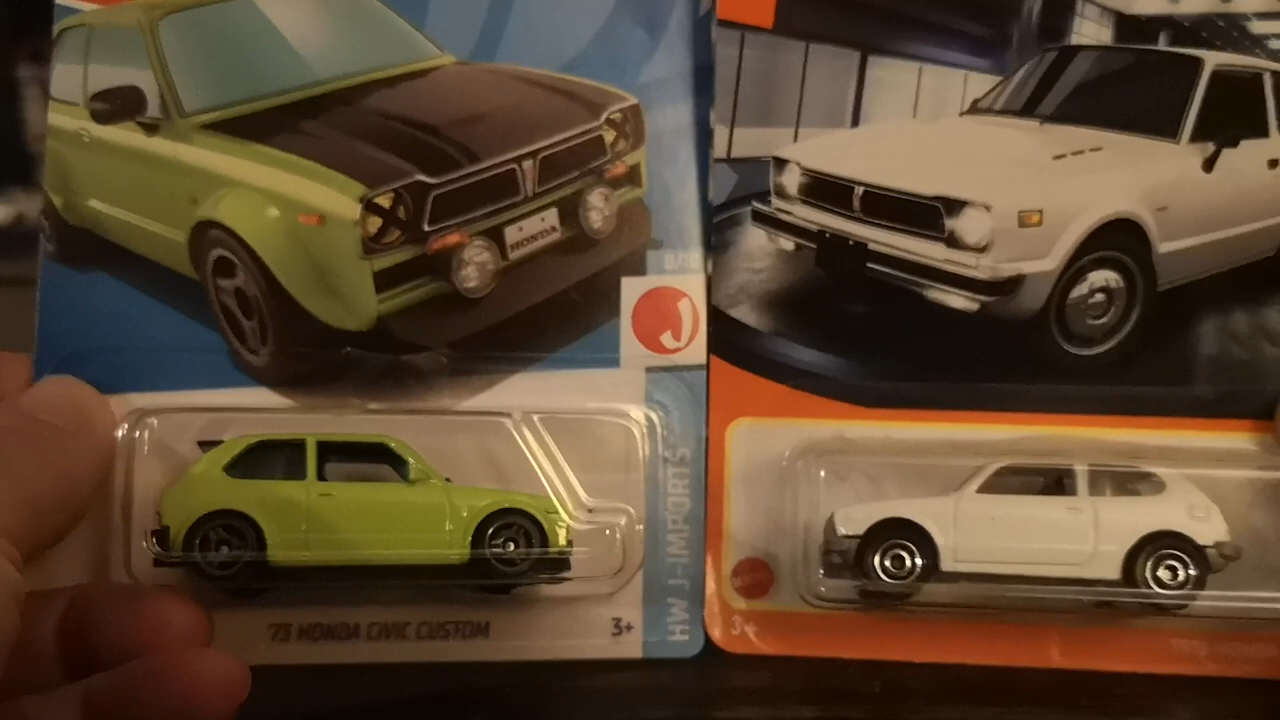 HONDA
8/10
J
HW J-IMPORTS
'73 HONDA CIVIC CUSTOM
3+
3+